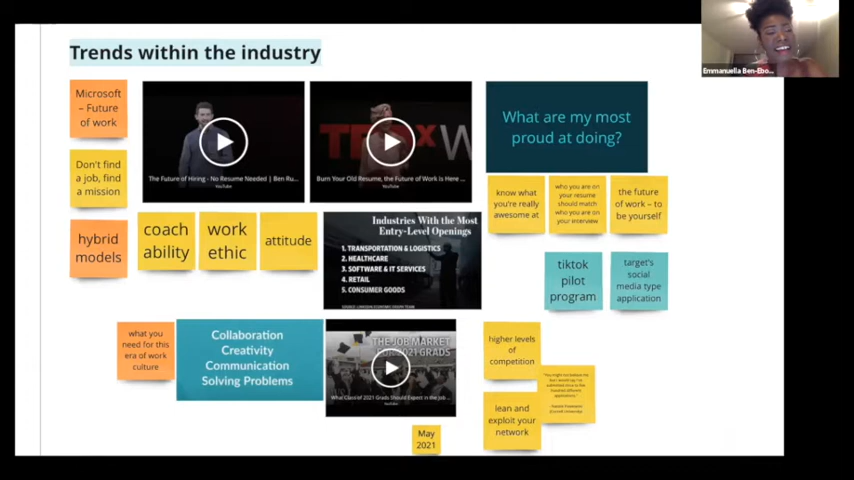 Trends within the industry
Emmanuella Ben-Ebo...
Microsoft
– Future
of work
The Future of Hiring - No Resume Needed | Ben Ru...
YouTube
TEDxW
Burn Your Old Resume, the Future of Work Is Here ...
YouTube
What are my most
proud at doing?
Don't find
a job, find
a mission
know what
you're really
awesome at
who you are on
your resume
should match
who you are on
your interview
the future
of work – to
be yourself
hybrid
models
coach
ability
work
ethic
attitude
Industries With the Most
Entry-Level Openings
1. TRANSPORTATION & LOGISTICS
2. HEALTHCARE
3. SOFTWARE & IT SERVICES
4. RETAIL
5. CONSUMER GOODS
tiktok
pilot
program
target's
social
media type
application
what you
need for this
era of work
culture
Collaboration
Creativity
Communication
Solving Problems
THE JOB MARKET
FOR 2021 GRADS
What Class of 2021 Grads Should Expect in the Job ...
YouTube
higher levels
of
competition
lean and
exploit your
network
May
2021